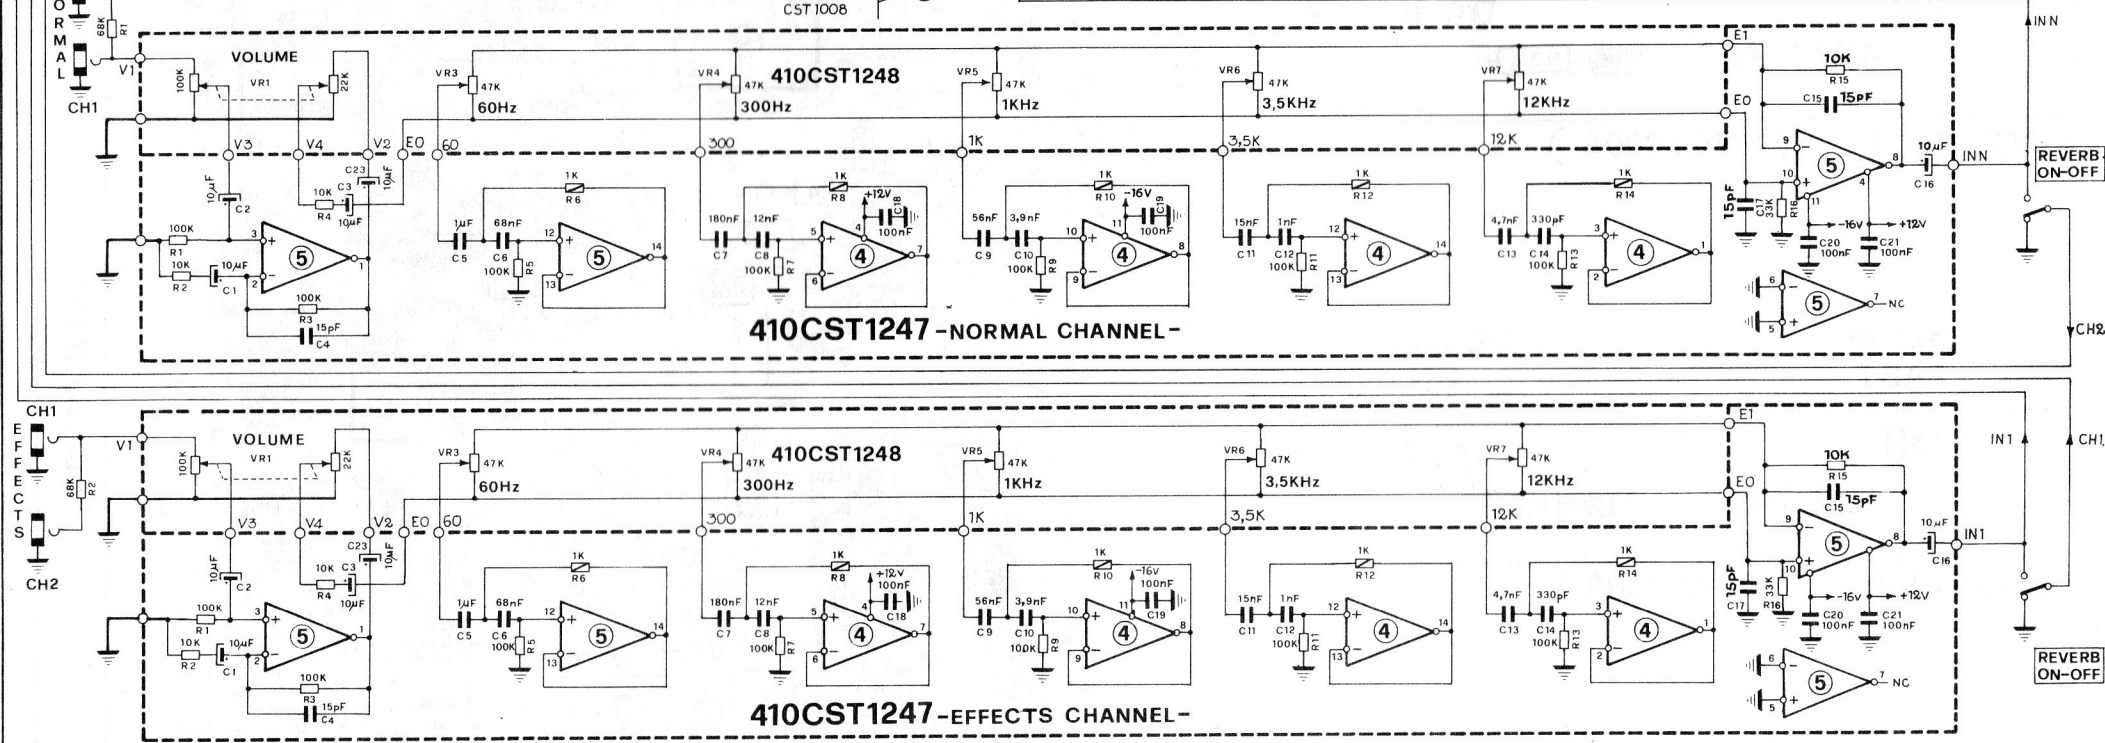 CST 1008
NORMAL
68K
R1
V1
CH1
VOLUME
100K
VR1
22K
V3
V4
V2
E0
60
VR3
47K
60Hz
VR4
47K
410CST1248
300Hz
300
VR5
47K
1KHz
1K
VR6
47K
3,5KHz
3,5K
VR7
47K
12KHz
12K
E1
E0
10K
R15
C15 15pF
9
10
5
8
4
11
10µF
C16
INN
INN
REVERB
ON-OFF
CH2
15pF
C17
33K
R16
-16v
+12v
C20
100nF
C21
100nF
6
5
5
7
NC
10µF
C2
10K
R4
C3
10µF
C23
10µF
100K
R1
10K
R2
10µF
C1
3
2
5
1
100K
R3
15pF
C4
1µF
C5
68nF
C6
100K
R5
1K
R6
12
13
5
14
180nF
C7
12nF
C8
100K
R7
1K
R8
+12V
C18
100nF
5
6
4
4
7
56nF
C9
3,9nF
C10
100K
R9
1K
R10
-16V
C19
100nF
10
9
11
4
8
15nF
C11
1nF
C12
100K
R11
1K
R12
12
13
4
14
4,7nF
C13
330pF
C14
100K
R13
1K
R14
3
2
4
1
410CST1247-NORMAL CHANNEL-
CH1
EFFECTS
CH2
68K
R2
V1
VOLUME
100K
VR1
22K
V3
V4
V2
E0
60
VR3
47K
60Hz
VR4
47K
410CST1248
300Hz
300
VR5
47K
1KHz
1K
VR6
47K
3,5KHz
3,5K
VR7
47K
12KHz
12K
E1
E0
10K
R15
15pF
C15
9
10
5
8
10µF
C16
IN1
IN1
CH1
REVERB
ON-OFF
15pF
C17
33K
R16
-16v
+12v
C20
100nF
C21
100nF
6
5
5
7
NC
10µF
C2
10K
R4
C3
10µF
C23
10µF
100K
R1
10K
R2
10µF
C1
3
2
5
1
100K
R3
15pF
C4
1µF
C5
68nF
C6
100K
R5
1K
R6
12
13
5
14
180nF
C7
12nF
C8
100K
R7
1K
R8
+12v
100nF
C18
5
6
4
4
7
56nF
C9
3,9nF
C10
100K
R9
1K
R10
-16v
100nF
C19
10
9
11
4
8
15nF
C11
1nF
C12
100K
R11
1K
R12
12
13
4
14
4,7nF
C13
330pF
C14
100K
R13
1K
R14
3
2
4
1
410CST1247-EFFECTS CHANNEL-